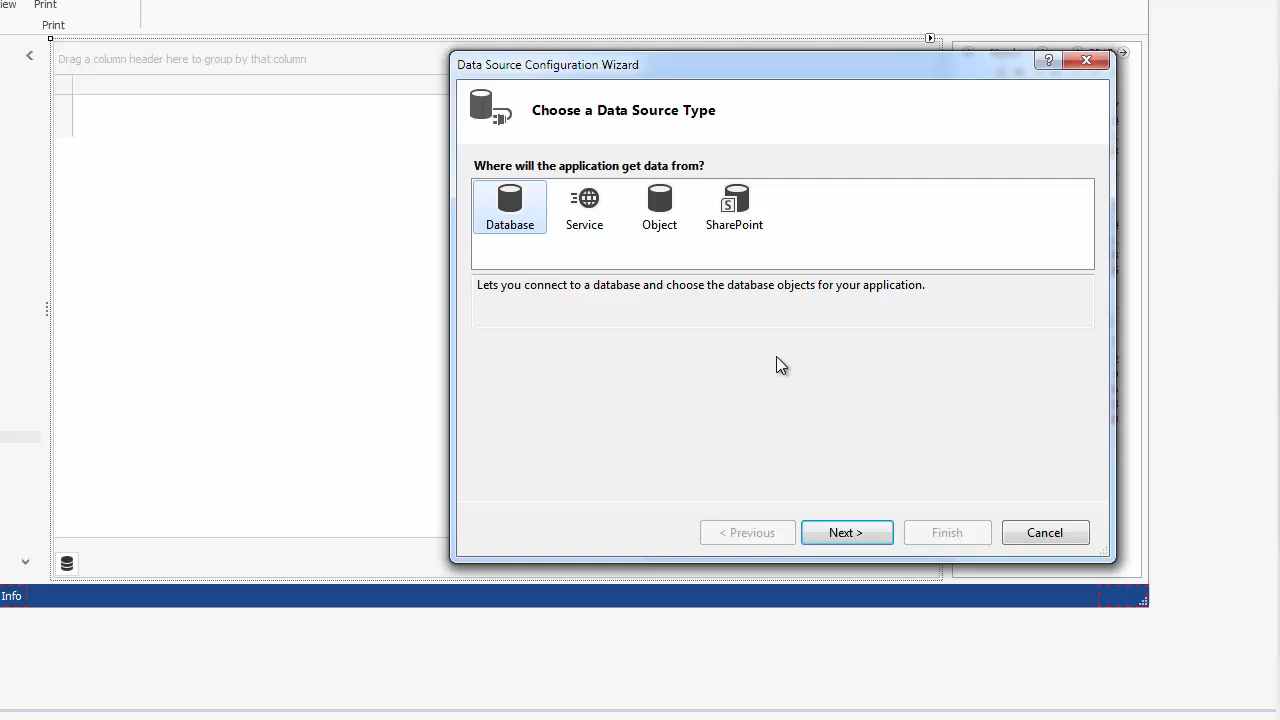 Print
Print
Drag a column header here to group by that column
Data Source Configuration Wizard
?
Choose a Data Source Type
Where will the application get data from?
Database
Service
Object
S
SharePoint
Lets you connect to a database and choose the database objects for your application.
< Previous
Next >
Finish
Cancel
Info